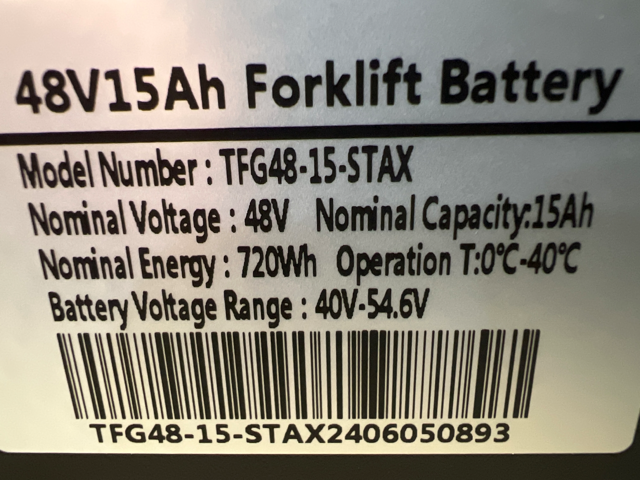 48V15Ah Forklift Battery
Model Number : TFG48-15-STAX
Nominal Voltage : 48V Nominal Capacity:15Ah
Nominal Energy : 720Wh Operation T:0℃-40℃
Battery Voltage Range : 40V-54.6V
TFG48-15-STAX2406050893